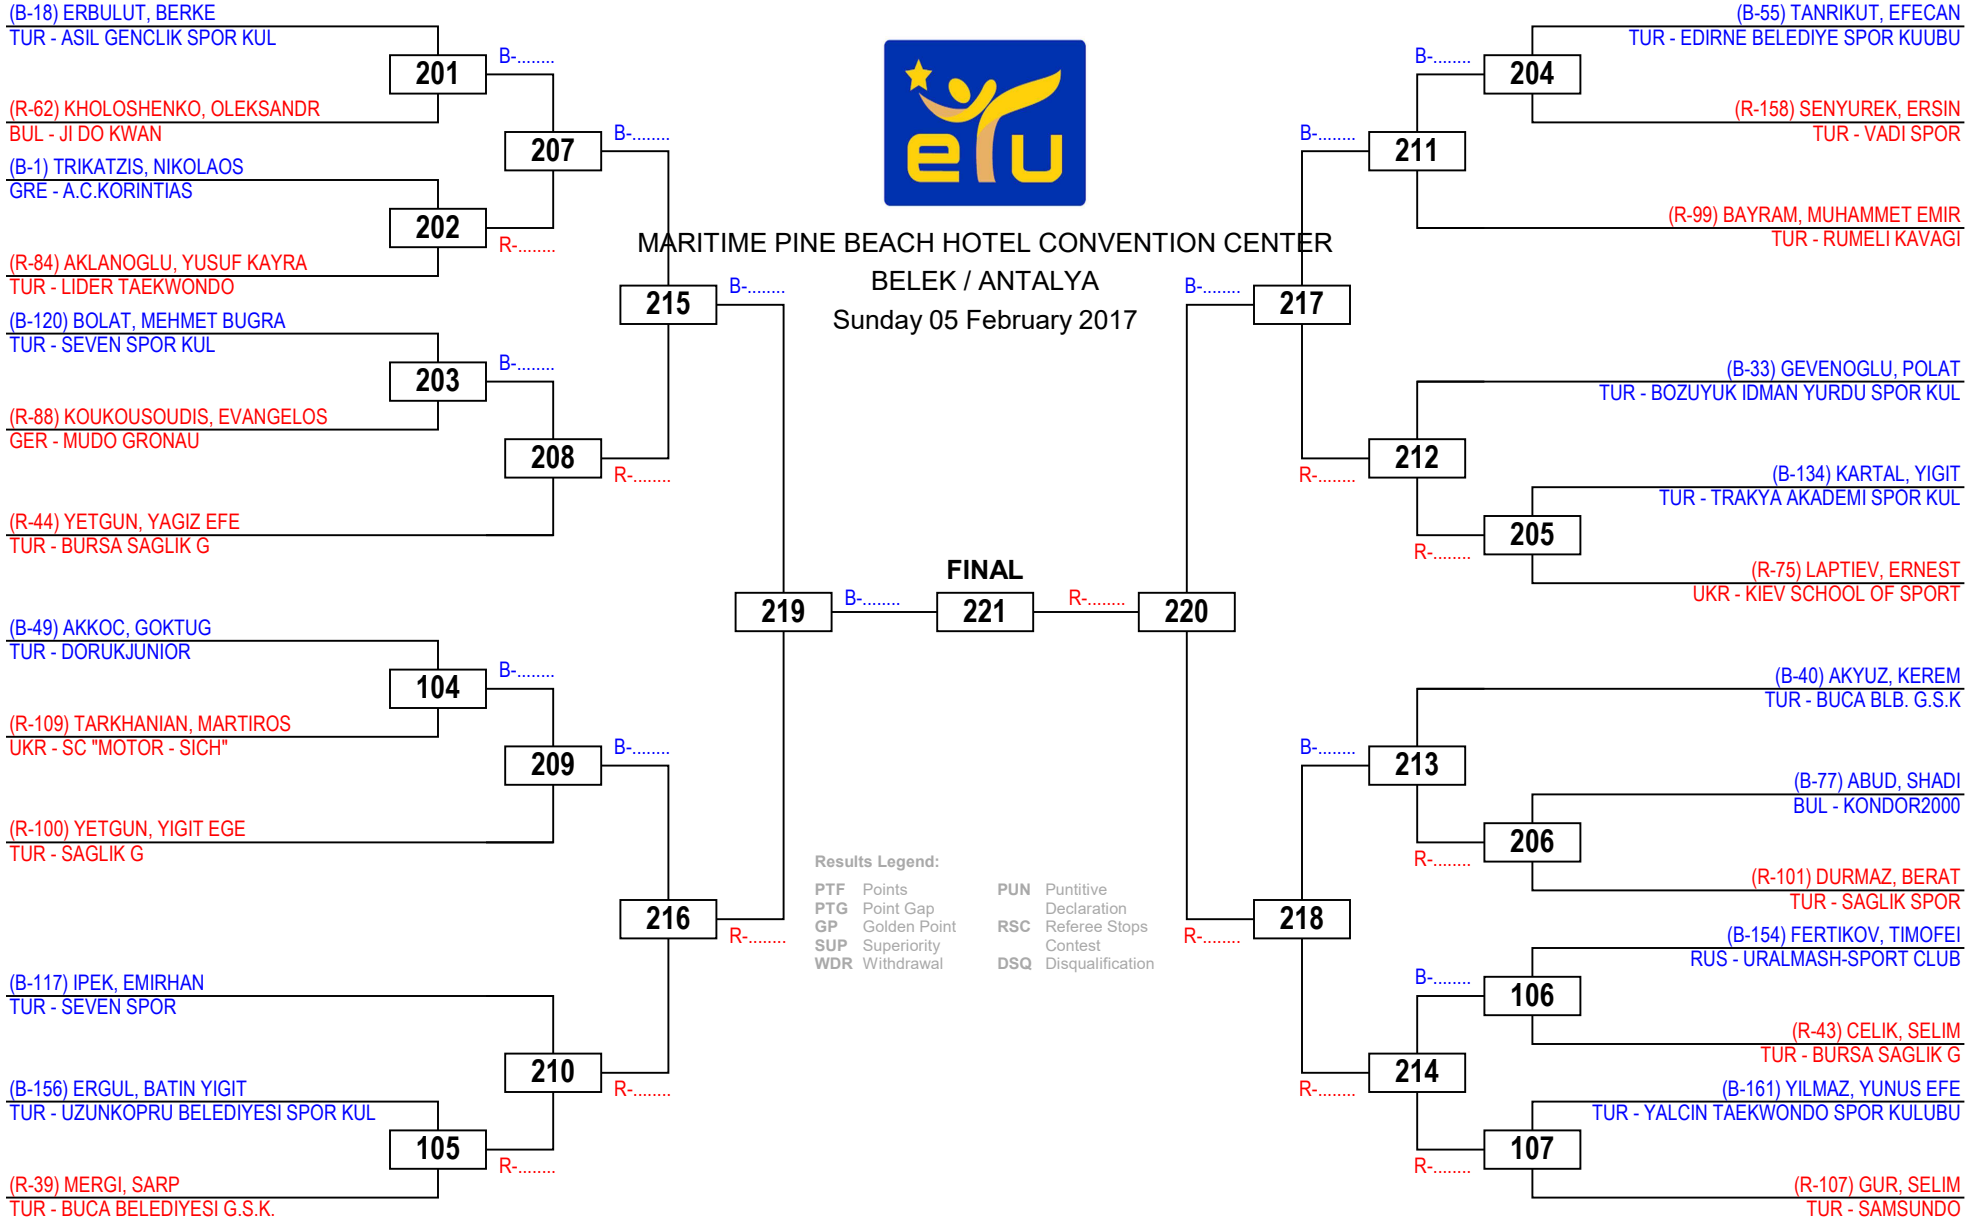 (B-18) ERBULUT, BERKE
TUR - ASIL GENCLIK SPOR KUL
201
B-........
(R-62) KHOLOSHENKO, OLEKSANDR
BUL - JI DO KWAN
207
B-........
(B-1) TRIKATZIS, NIKOLAOS
GRE - A.C.KORINTIAS
202
R-........
(R-84) AKLANOGLU, YUSUF KAYRA
TUR - LIDER TAEKWONDO
215
B-........
(B-120) BOLAT, MEHMET BUGRA
TUR - SEVEN SPOR KUL
203
B-........
(R-88) KOUKOUSOUDIS, EVANGELOS
GER - MUDO GRONAU
208
R-........
(R-44) YETGUN, YAGIZ EFE
TUR - BURSA SAGLIK G
219
B-........
(B-49) AKKOC, GOKTUG
TUR - DORUKJUNIOR
104
B-........
(R-109) TARKHANIAN, MARTIROS
UKR - SC "MOTOR - SICH"
209
B-........
(R-100) YETGUN, YIGIT EGE
TUR - SAGLIK G
216
R-........
(B-117) IPEK, EMIRHAN
TUR - SEVEN SPOR
210
R-........
(B-156) ERGUL, BATIN YIGIT
TUR - UZUNKOPRU BELEDIYESI SPOR KUL
105
R-........
(R-39) MERGI, SARP
TUR - BUCA BELEDIYESI G.S.K.
eTU
MARITIME PINE BEACH HOTEL CONVENTION CENTER
BELEK / ANTALYA
Sunday 05 February 2017
FINAL
221
Results Legend:
PTF Points
PTG Point Gap
GP Golden Point
SUP Superiority
WDR Withdrawal
PUN Puntitive
Declaration
RSC Referee Stops
Contest
DSQ Disqualification
(B-55) TANRIKUT, EFECAN
TUR - EDIRNE BELEDIYE SPOR KUUBU
B-........
204
(R-158) SENYUREK, ERSIN
TUR - VADI SPOR
B-........
211
(R-99) BAYRAM, MUHAMMET EMIR
TUR - RUMELI KAVAGI
B-........
217
(B-33) GEVENOGLU, POLAT
TUR - BOZUYUK IDMAN YURDU SPOR KUL
R-........
212
(B-134) KARTAL, YIGIT
TUR - TRAKYA AKADEMI SPOR KUL
R-........
205
(R-75) LAPTIEV, ERNEST
UKR - KIEV SCHOOL OF SPORT
R-........
220
(B-40) AKYUZ, KEREM
TUR - BUCA BLB. G.S.K
B-........
213
(B-77) ABUD, SHADI
BUL - KONDOR2000
R-........
206
(R-101) DURMAZ, BERAT
TUR - SAGLIK SPOR
R-........
218
(B-154) FERTIKOV, TIMOFEI
RUS - URALMASH-SPORT CLUB
B-........
106
(R-43) CELIK, SELIM
TUR - BURSA SAGLIK G
R-........
214
(B-161) YILMAZ, YUNUS EFE
TUR - YALCIN TAEKWONDO SPOR KULUBU
R-........
107
(R-107) GUR, SELIM
TUR - SAMSUNDO